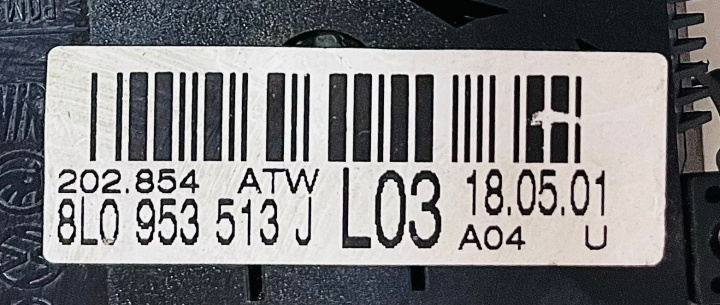 202.854 ATW L03 18.05.01
8L0 953 513 J A04 U